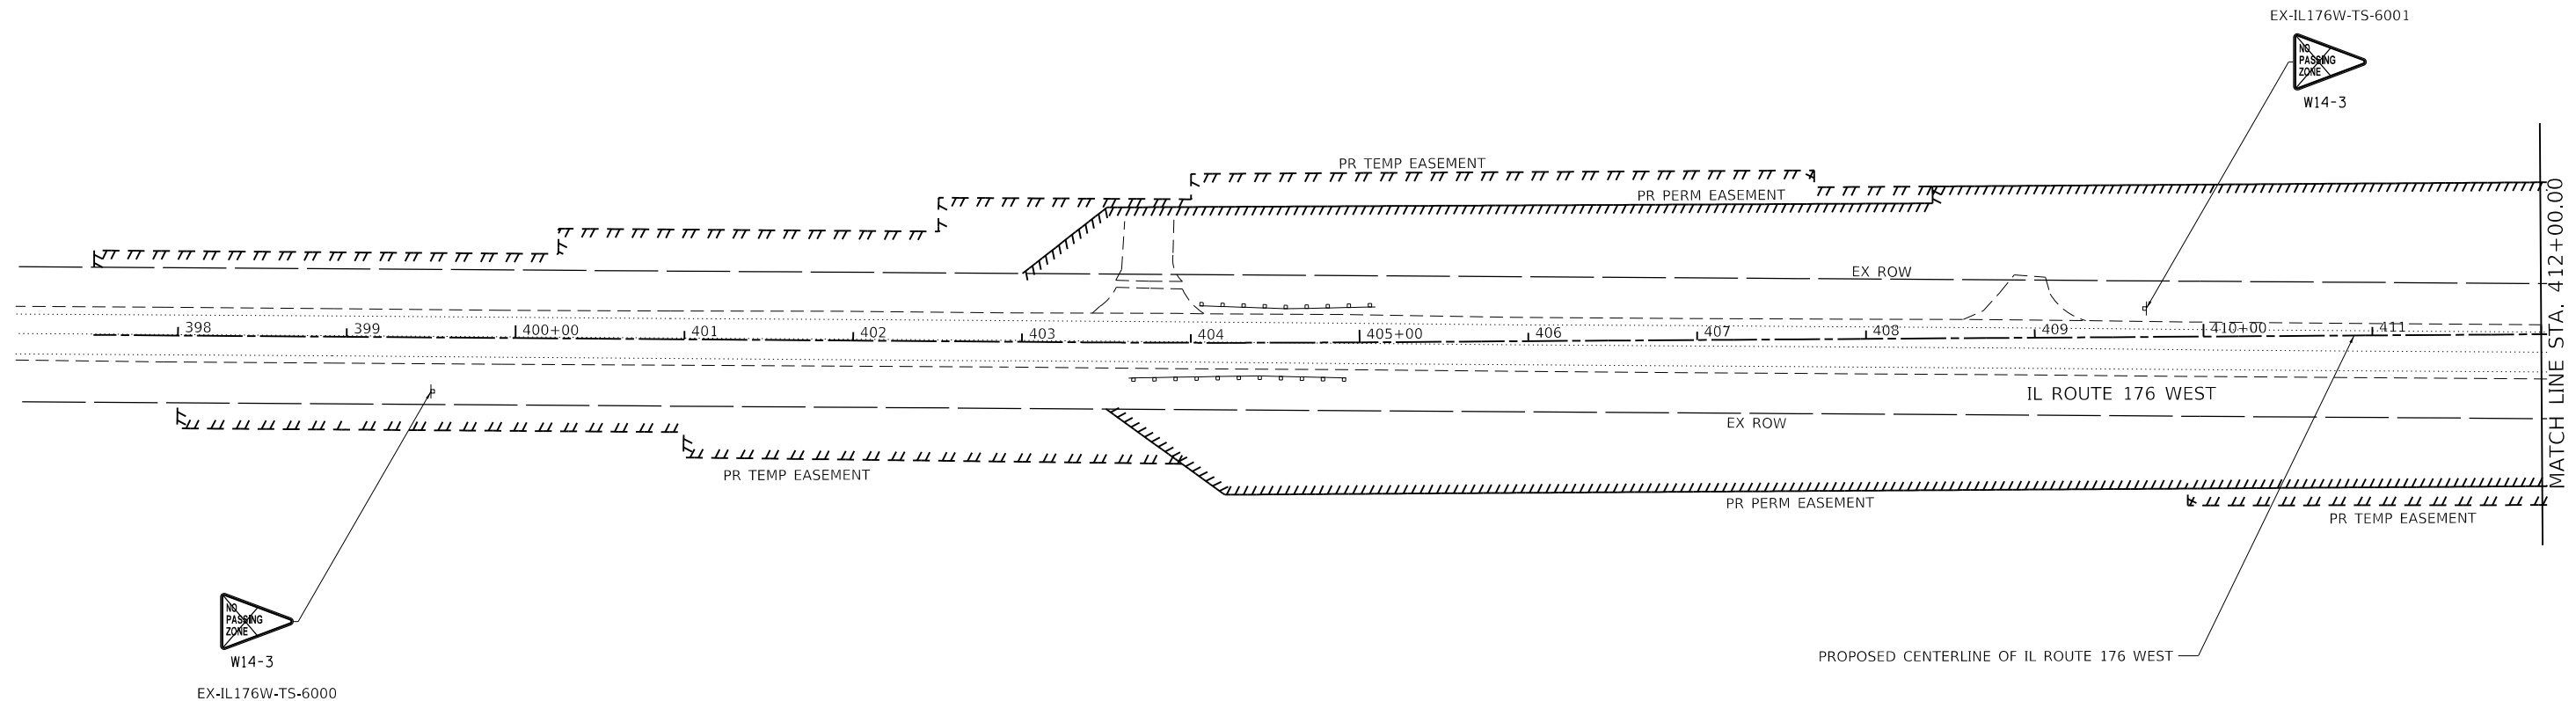 EX-IL176W-TS-6001
NO
PASSING
ZONE
W14-3
PR TEMP EASEMENT
PR PERM EASEMENT
EX ROW
398
399
400+00
401
402
403
404
405+00
406
407
408
409
410+00
411
MATCH LINE STA. 412+00.00
IL ROUTE 176 WEST
EX ROW
PR TEMP EASEMENT
PR PERM EASEMENT
PR TEMP EASEMENT
NO
PASSING
ZONE
W14-3
EX-IL176W-TS-6000
PROPOSED CENTERLINE OF IL ROUTE 176 WEST